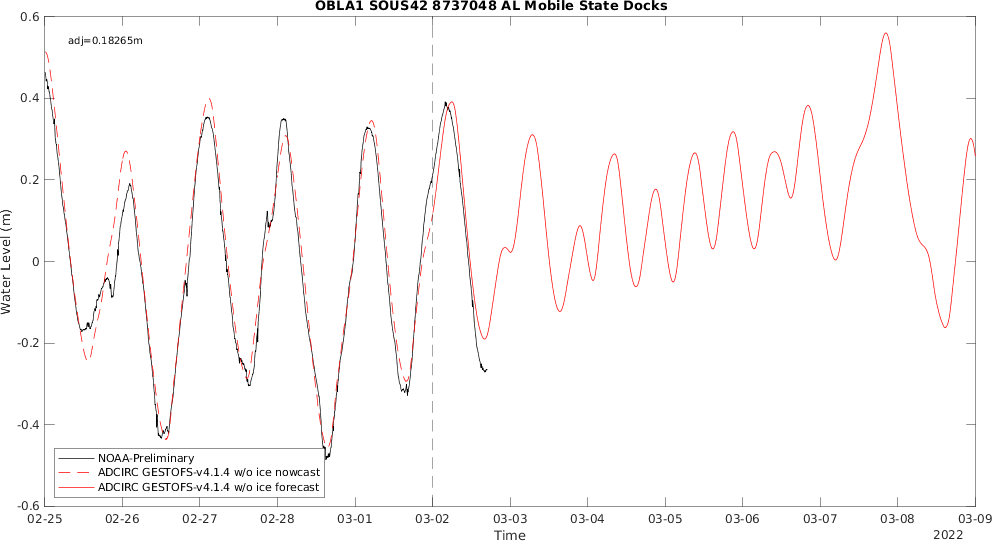 OBLA1 SOUS42 8737048 AL Mobile State Docks
adj=0.18265m
0.6
0.4
0.2
0
-0.2
-0.4
-0.6
Water Level (m)
NOAA-Preliminary
ADCIRC GESTOFS-v4.1.4 w/o ice nowcast
ADCIRC GESTOFS-v4.1.4 w/o ice forecast
02-25 02-26 02-27 02-28 03-01 03-02 03-03 03-04 03-05 03-06 03-07 03-08 03-09
Time
2022